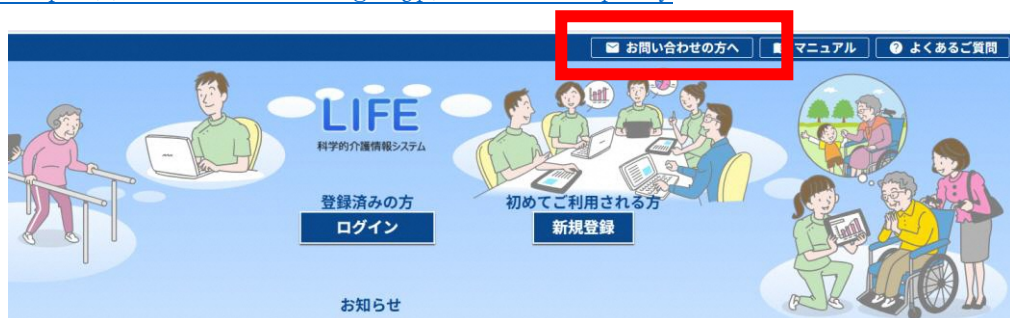 お問い合わせの方へ
マニュアル
よくあるご質問
LIFE
科学的介護情報システム
登録済みの方
初めてご利用される方
ログイン
新規登録
お知らせ